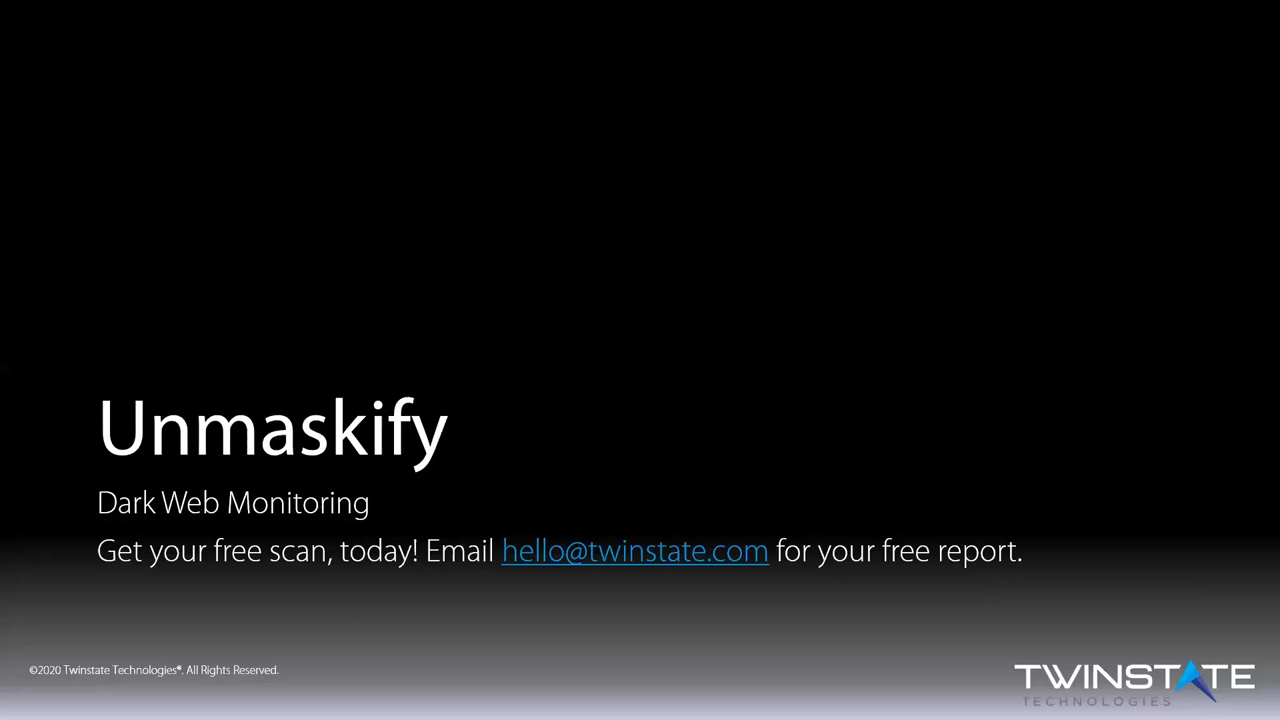 Unmaskify
Dark Web Monitoring
Get your free scan, today! Email hello@twinstate.com for your free report.
©2020 Twinstate Technologies®. All Rights Reserved.
TWINSTATE
TECHNOLOGIES